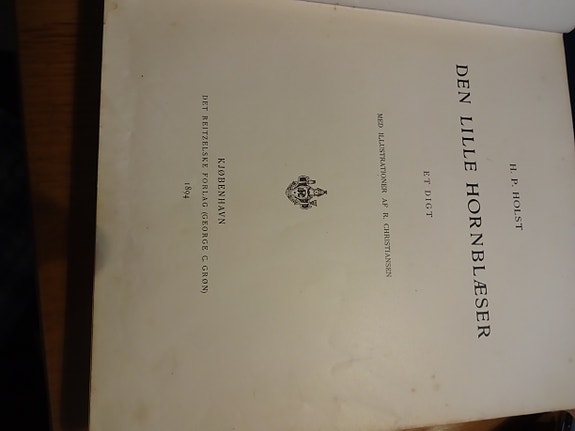 H. P. HOLST
DEN LILLE HORNBLÆSER
ET DIGT
MED ILLUSTRATIONER AF R. CHRISTIANSEN
KJØBENHAVN
DET REITZELSKE FORLAG (GEORGE C. GRØN)
1894